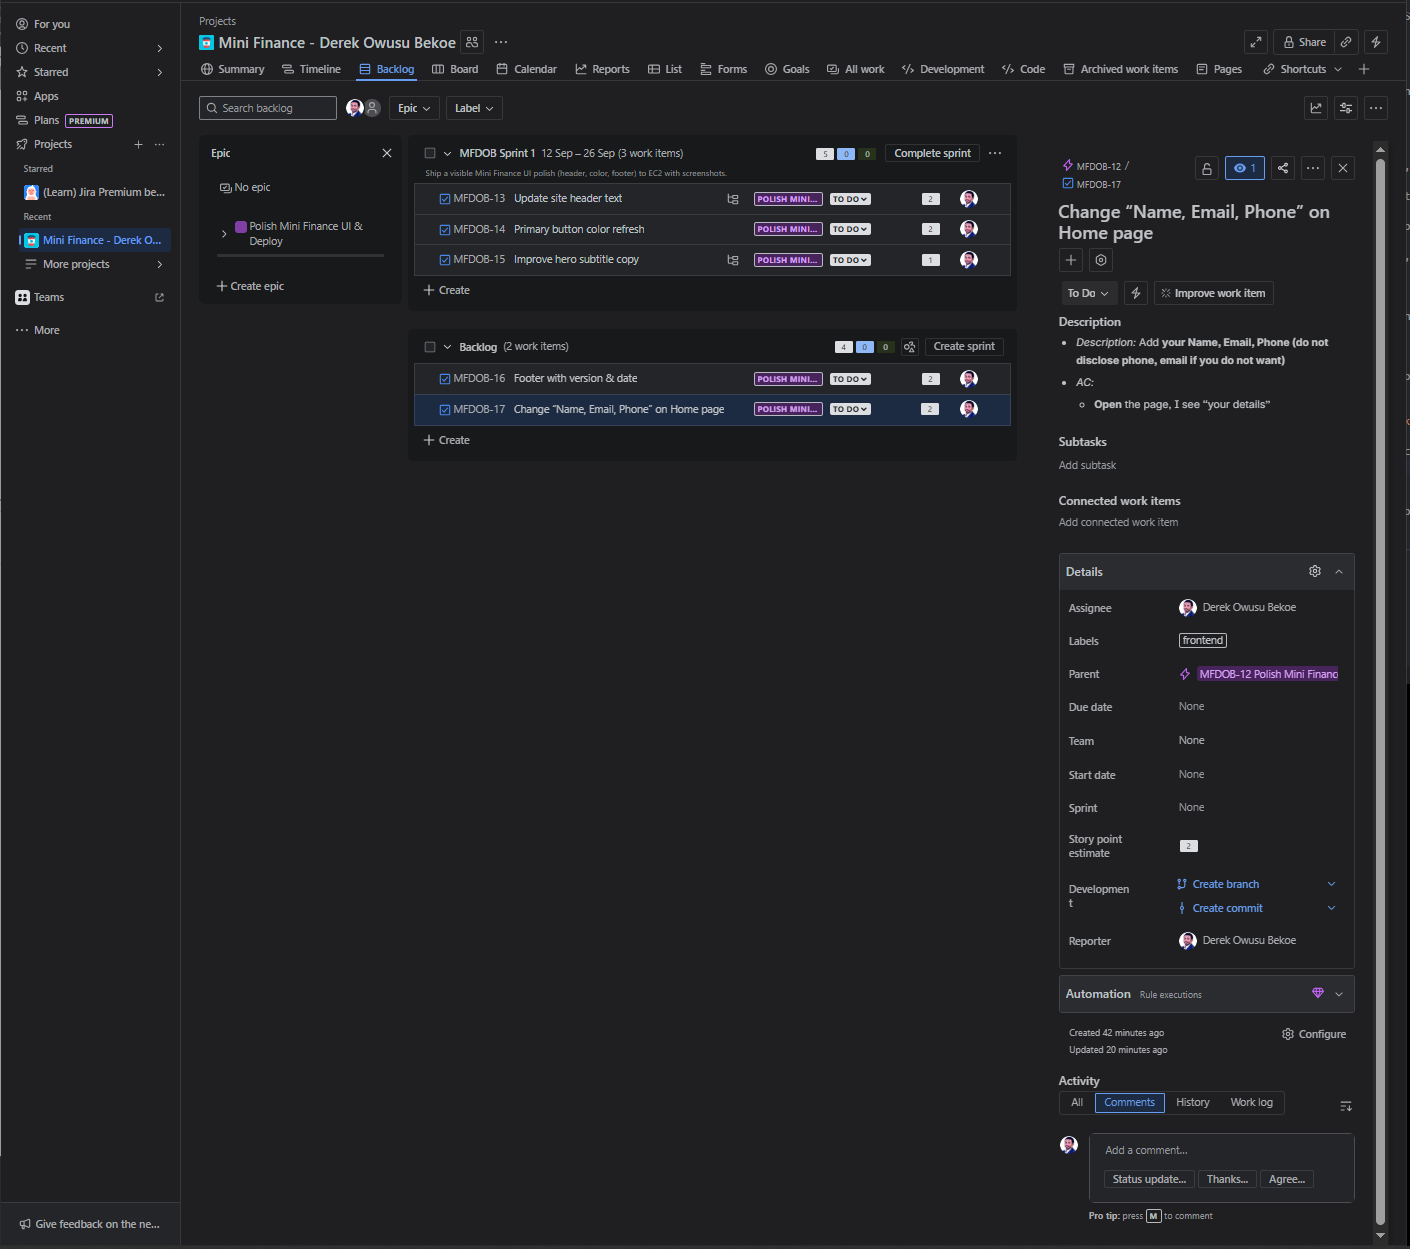 For you
Recent
Starred
Apps
Plans PREMIUM
Projects
Starred
(Learn) Jira Premium be...
Recent
Mini Finance - Derek O...
More projects
Teams
More
Give feedback on the ne...
Projects
Mini Finance - Derek Owusu Bekoe
Share
Summary Timeline Backlog Board Calendar Reports List Forms Goals All work Development Code Archived work items Pages Shortcuts
Search backlog Epic Label
Epic
No epic
Polish Mini Finance UI &
Deploy
Create epic
MFDOB Sprint 1 12 Sep – 26 Sep (3 work items) 5 0 0 Complete sprint
Ship a visible Mini Finance UI polish (header, color, footer) to EC2 with screenshots.
MFDOB-13 Update site header text POLISH MINI... TO DO 2
MFDOB-14 Primary button color refresh POLISH MINI... TO DO 2
MFDOB-15 Improve hero subtitle copy POLISH MINI... TO DO 1
Create
Backlog (2 work items) 4 0 0 Create sprint
MFDOB-16 Footer with version & date POLISH MINI... TO DO 2
MFDOB-17 Change “Name, Email, Phone” on Home page POLISH MINI... TO DO 2
Create
MFDOB-12 /
MFDOB-17
1
Change “Name, Email, Phone” on
Home page
To Do Improve work item
Description
Description: Add your Name, Email, Phone (do not
disclose phone, email if you do not want)
AC:
Open the page, I see “your details”
Subtasks
Add subtask
Connected work items
Add connected work item
Details
Assignee Derek Owusu Bekoe
Labels frontend
Parent MFDOB-12 Polish Mini Financ
Due date None
Team None
Start date None
Sprint None
Story point
estimate 2
Developmen
t
Create branch
Create commit
Reporter Derek Owusu Bekoe
Automation Rule executions
Created 42 minutes ago
Updated 20 minutes ago
Configure
Activity
All Comments History Work log
Add a comment...
Status update... Thanks... Agree...
Pro tip: press M to comment